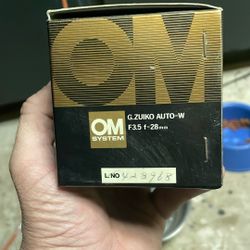 OM
OM
SYSTEM
G.ZUIKO AUTO-W
F3.5 f=28mm
L/NO